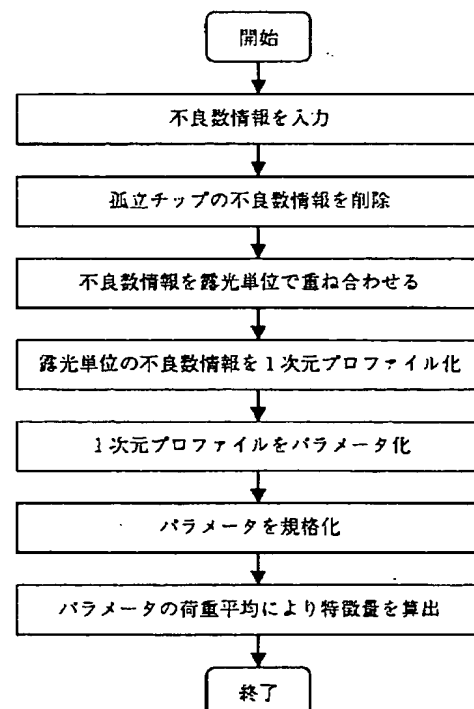 開始
不良数情報を入力
孤立チップの不良数情報を削除
不良数情報を露光単位で重ね合わせる
露光単位の不良数情報を1次元プロファイル化
1次元プロファイルをパラメータ化
パラメータを規格化
パラメータの荷重平均により特徴量を算出
終了